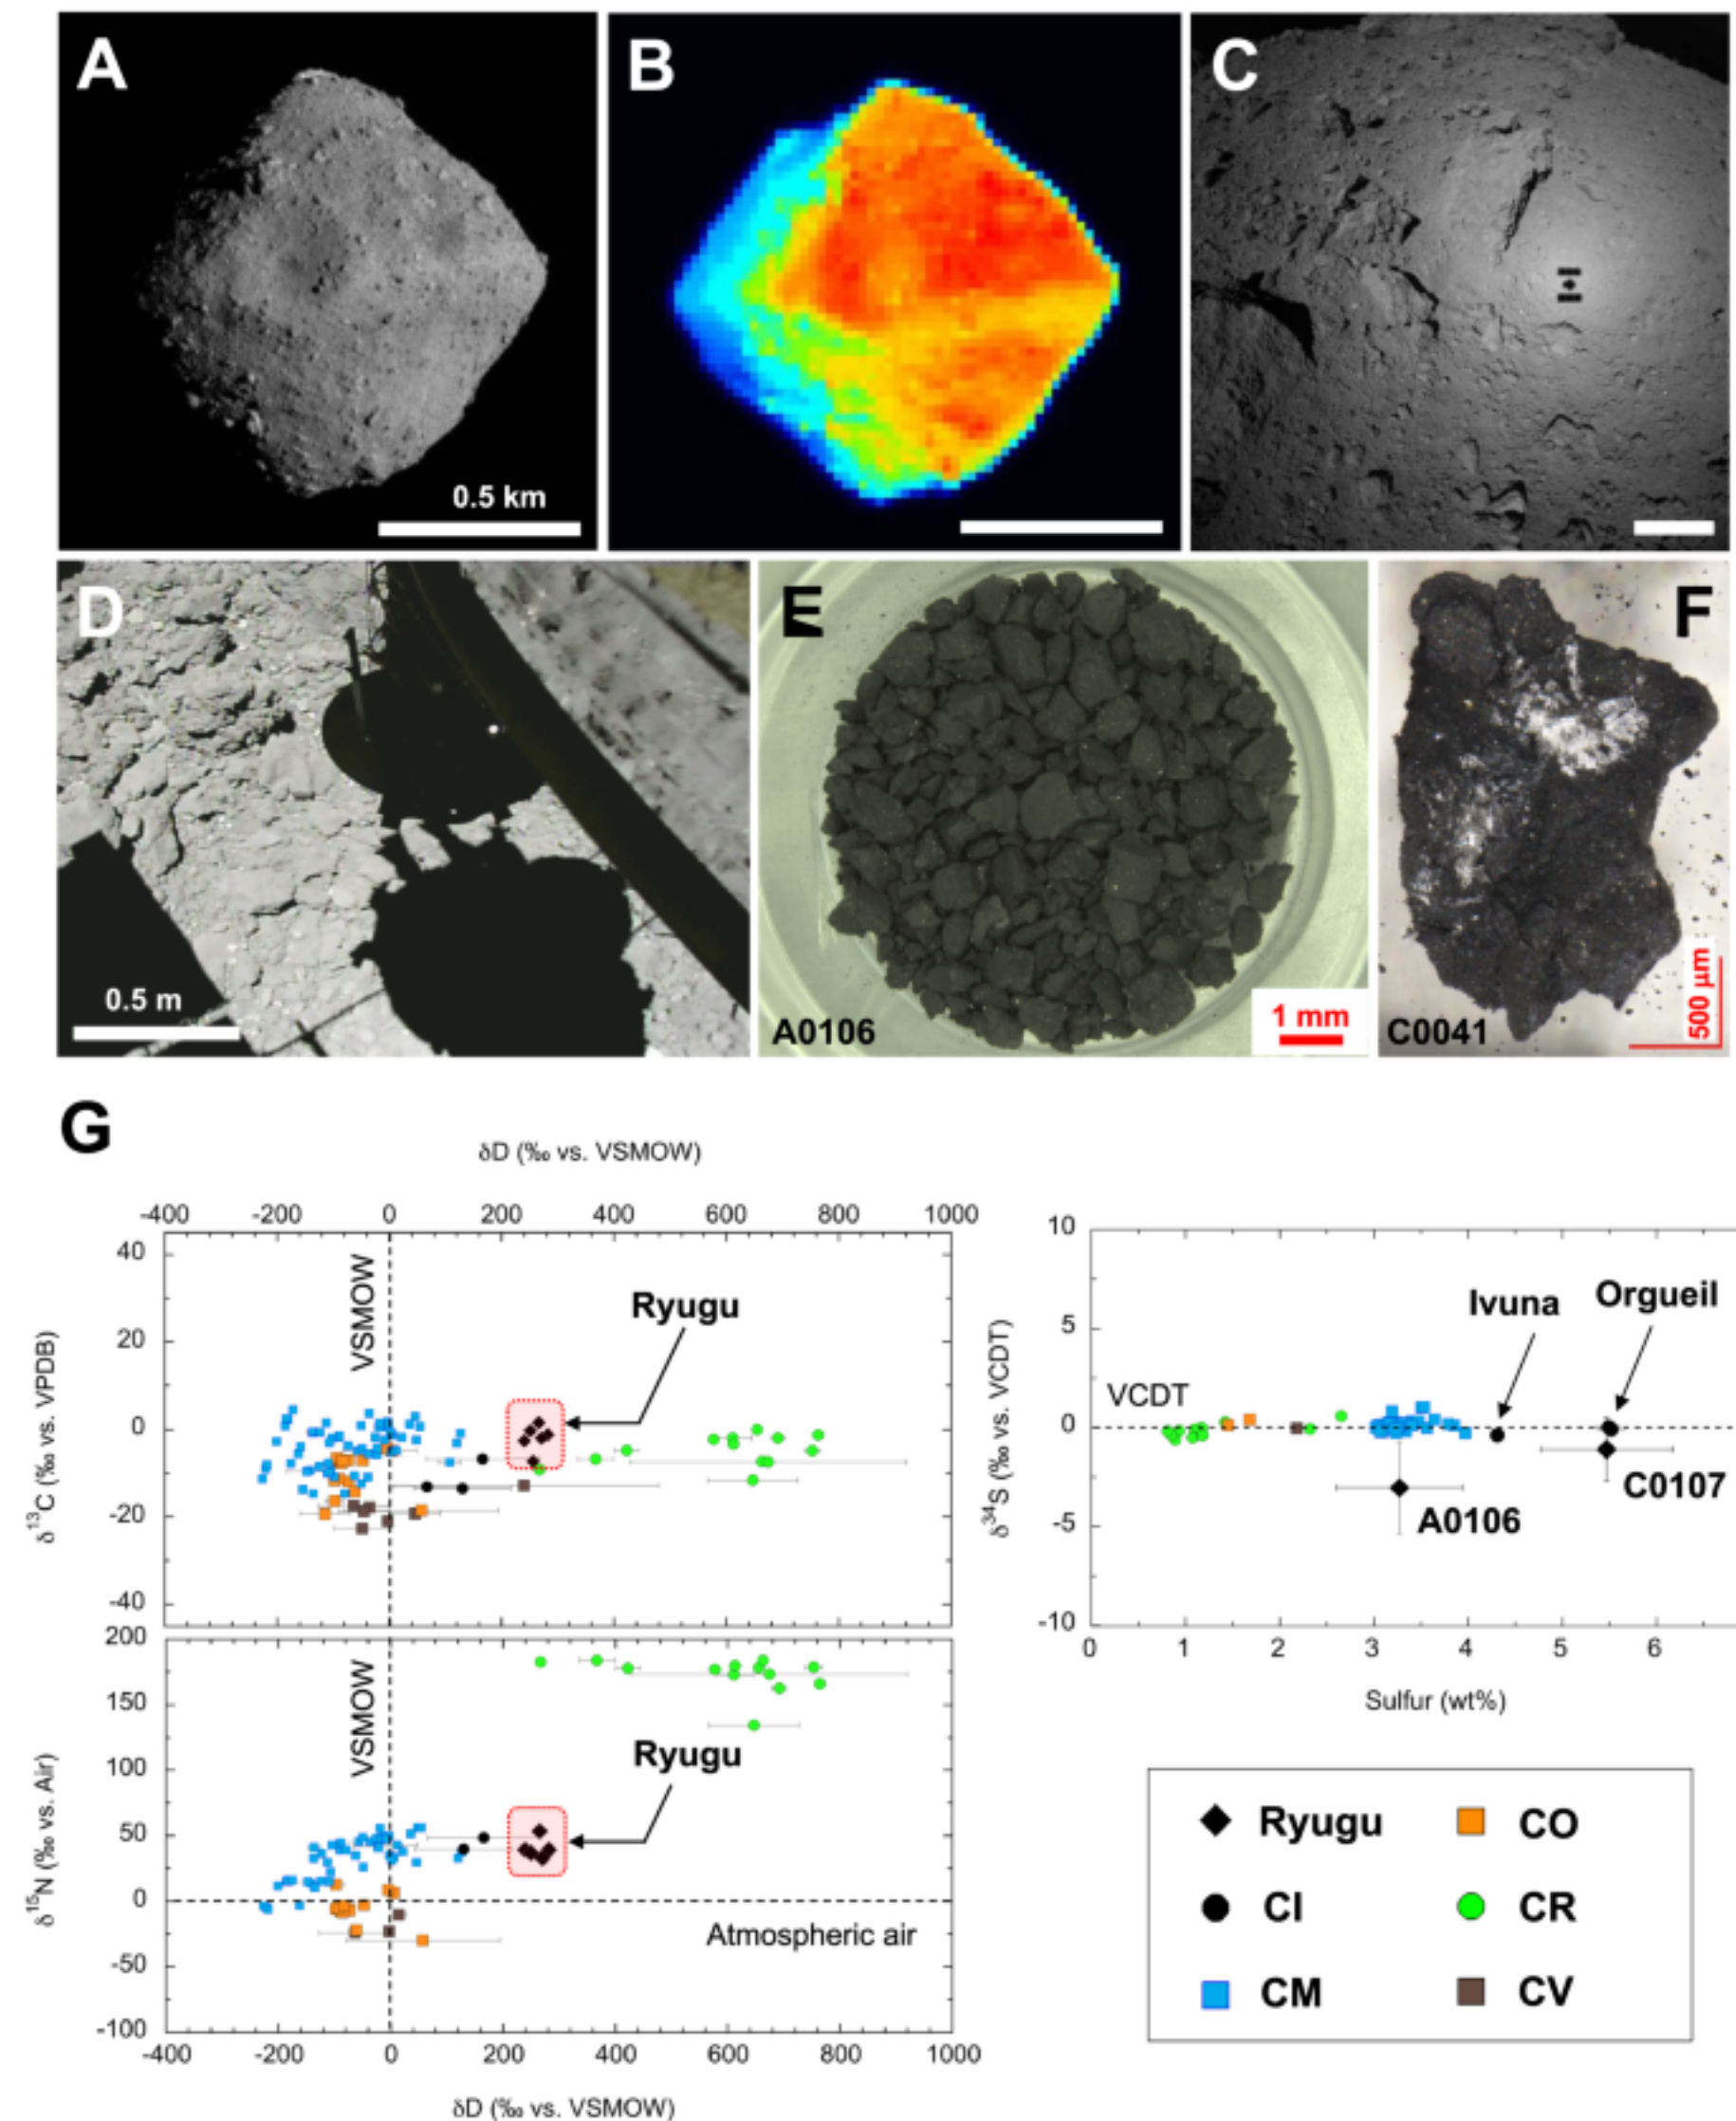 A
B
C
0.5 km
D
E
F
0.5 m
A0106
1 mm
C0041
500 µm
G
δD (‰ vs. VSMOW)
-400 -200 0 200 400 600 800 1000
40
20
0
-20
-40
δ¹³C (‰ vs. VPDB)
VSMOW
Ryugu
200
150
100
50
0
-50
-100
δ¹⁵N (‰ vs. Air)
VSMOW
Ryugu
Atmospheric air
-400 -200 0 200 400 600 800 1000
δD (‰ vs. VSMOW)
10
5
0
-5
-10
δ³⁴S (‰ vs. VCDT)
VCDT
Ivuna
Orgueil
C0107
A0106
0 1 2 3 4 5 6
Sulfur (wt%)
Ryugu CO
CI CR
CM CV